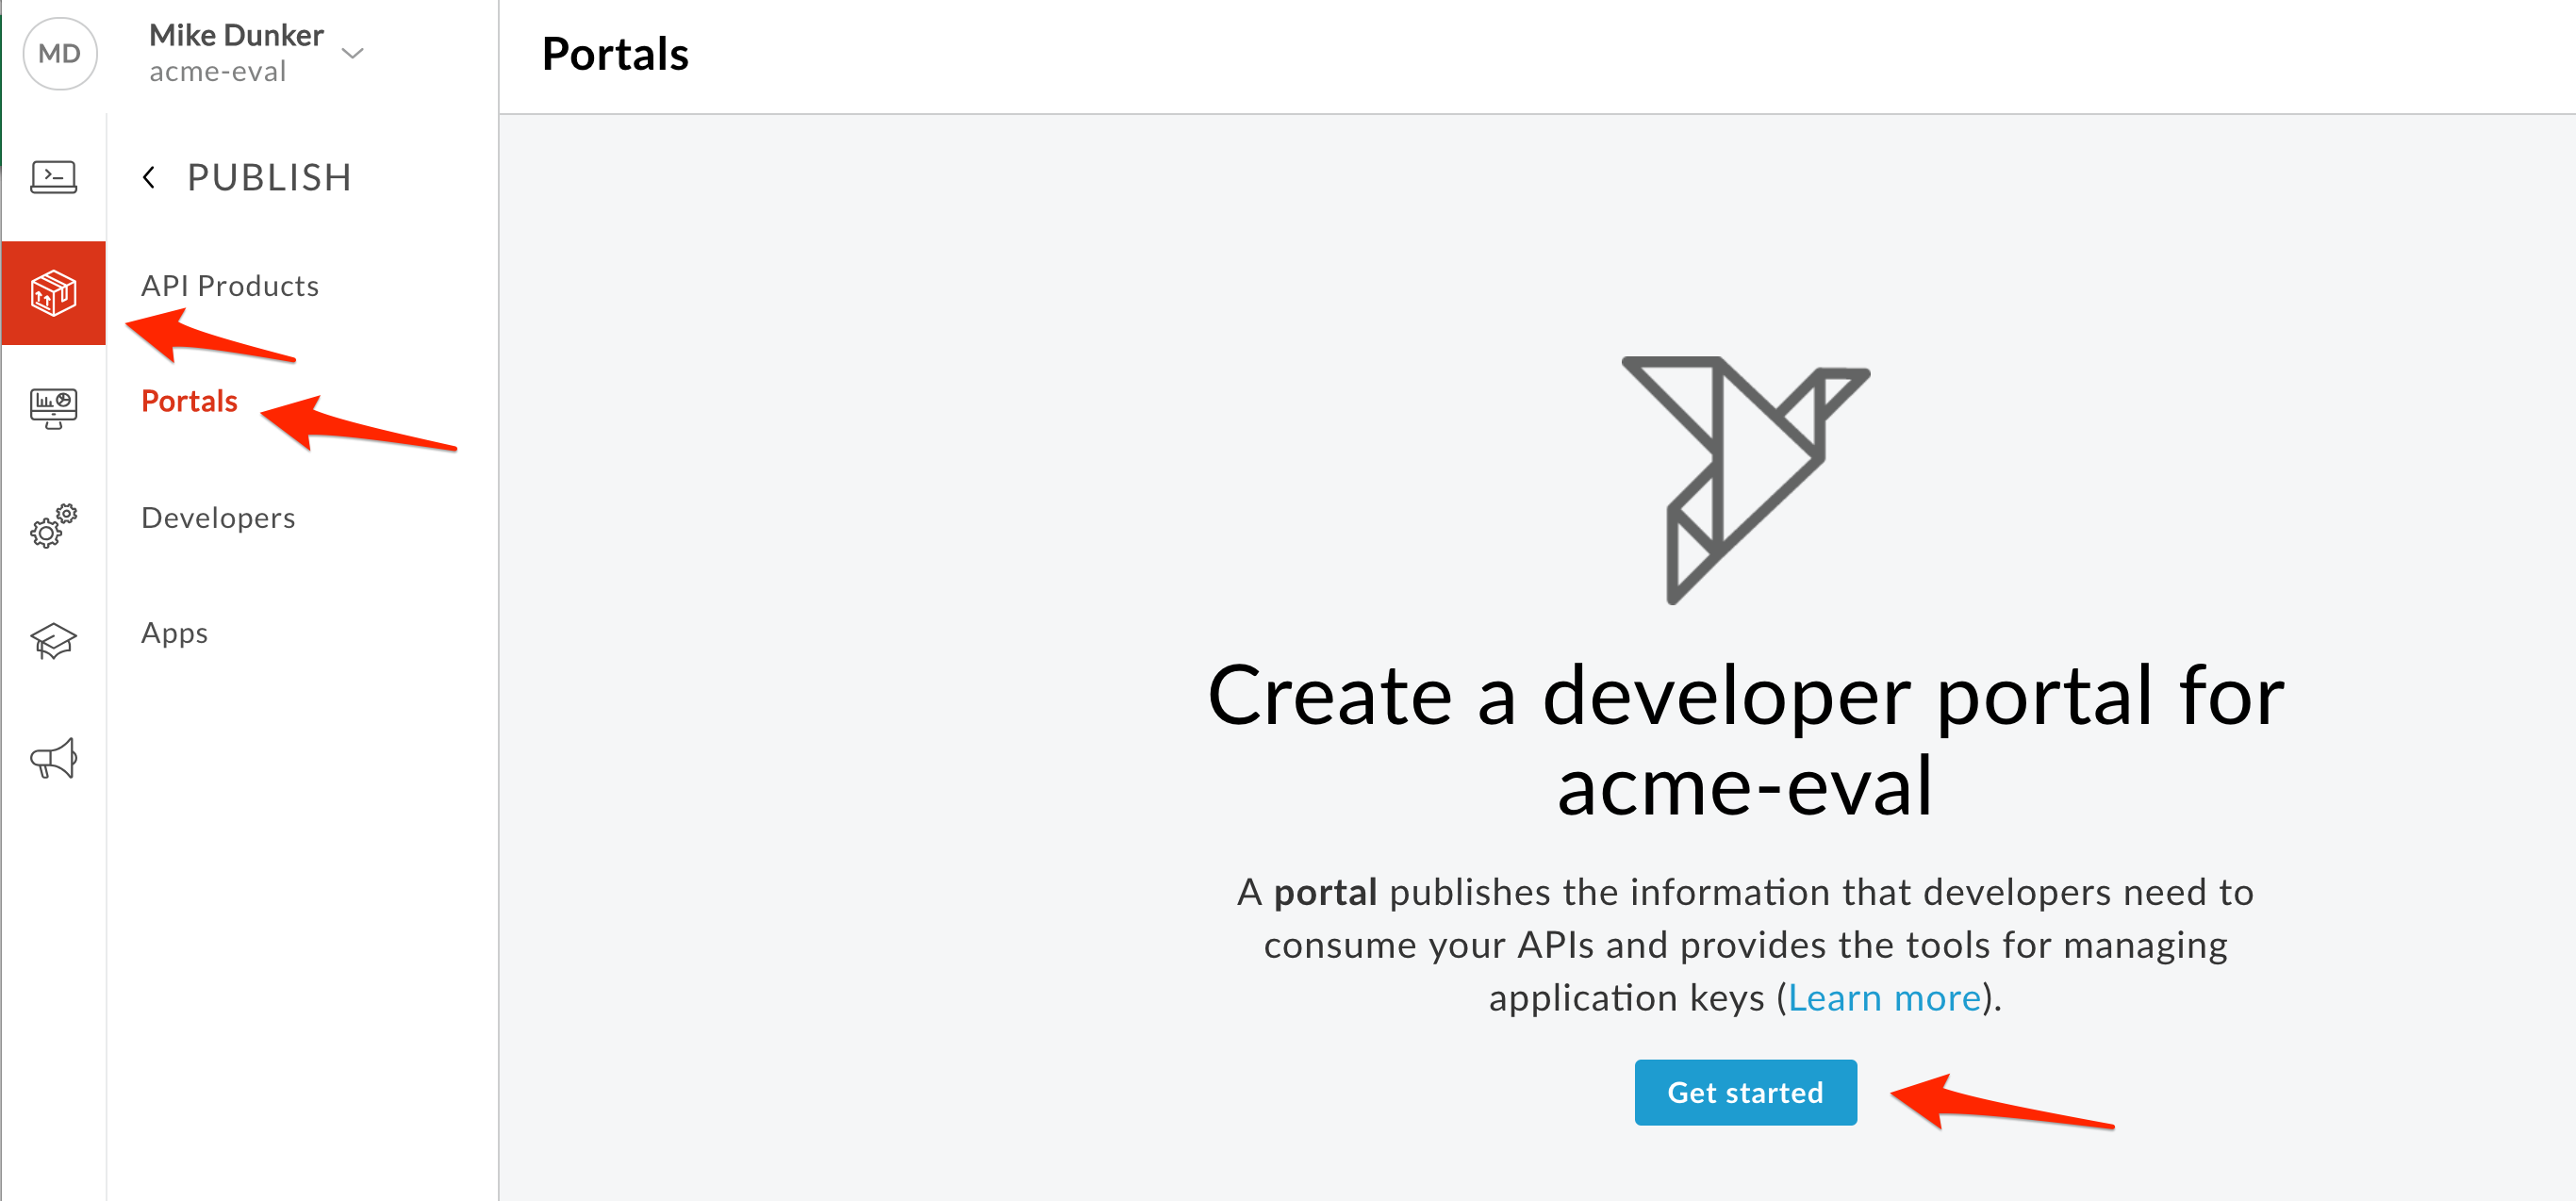 MD
Mike Dunker
acme-eval
PUBLISH
API Products
Portals
Developers
Apps
Portals
Create a developer portal for
acme-eval
A portal publishes the information that developers need to
consume your APIs and provides the tools for managing
application keys (Learn more).
Get started